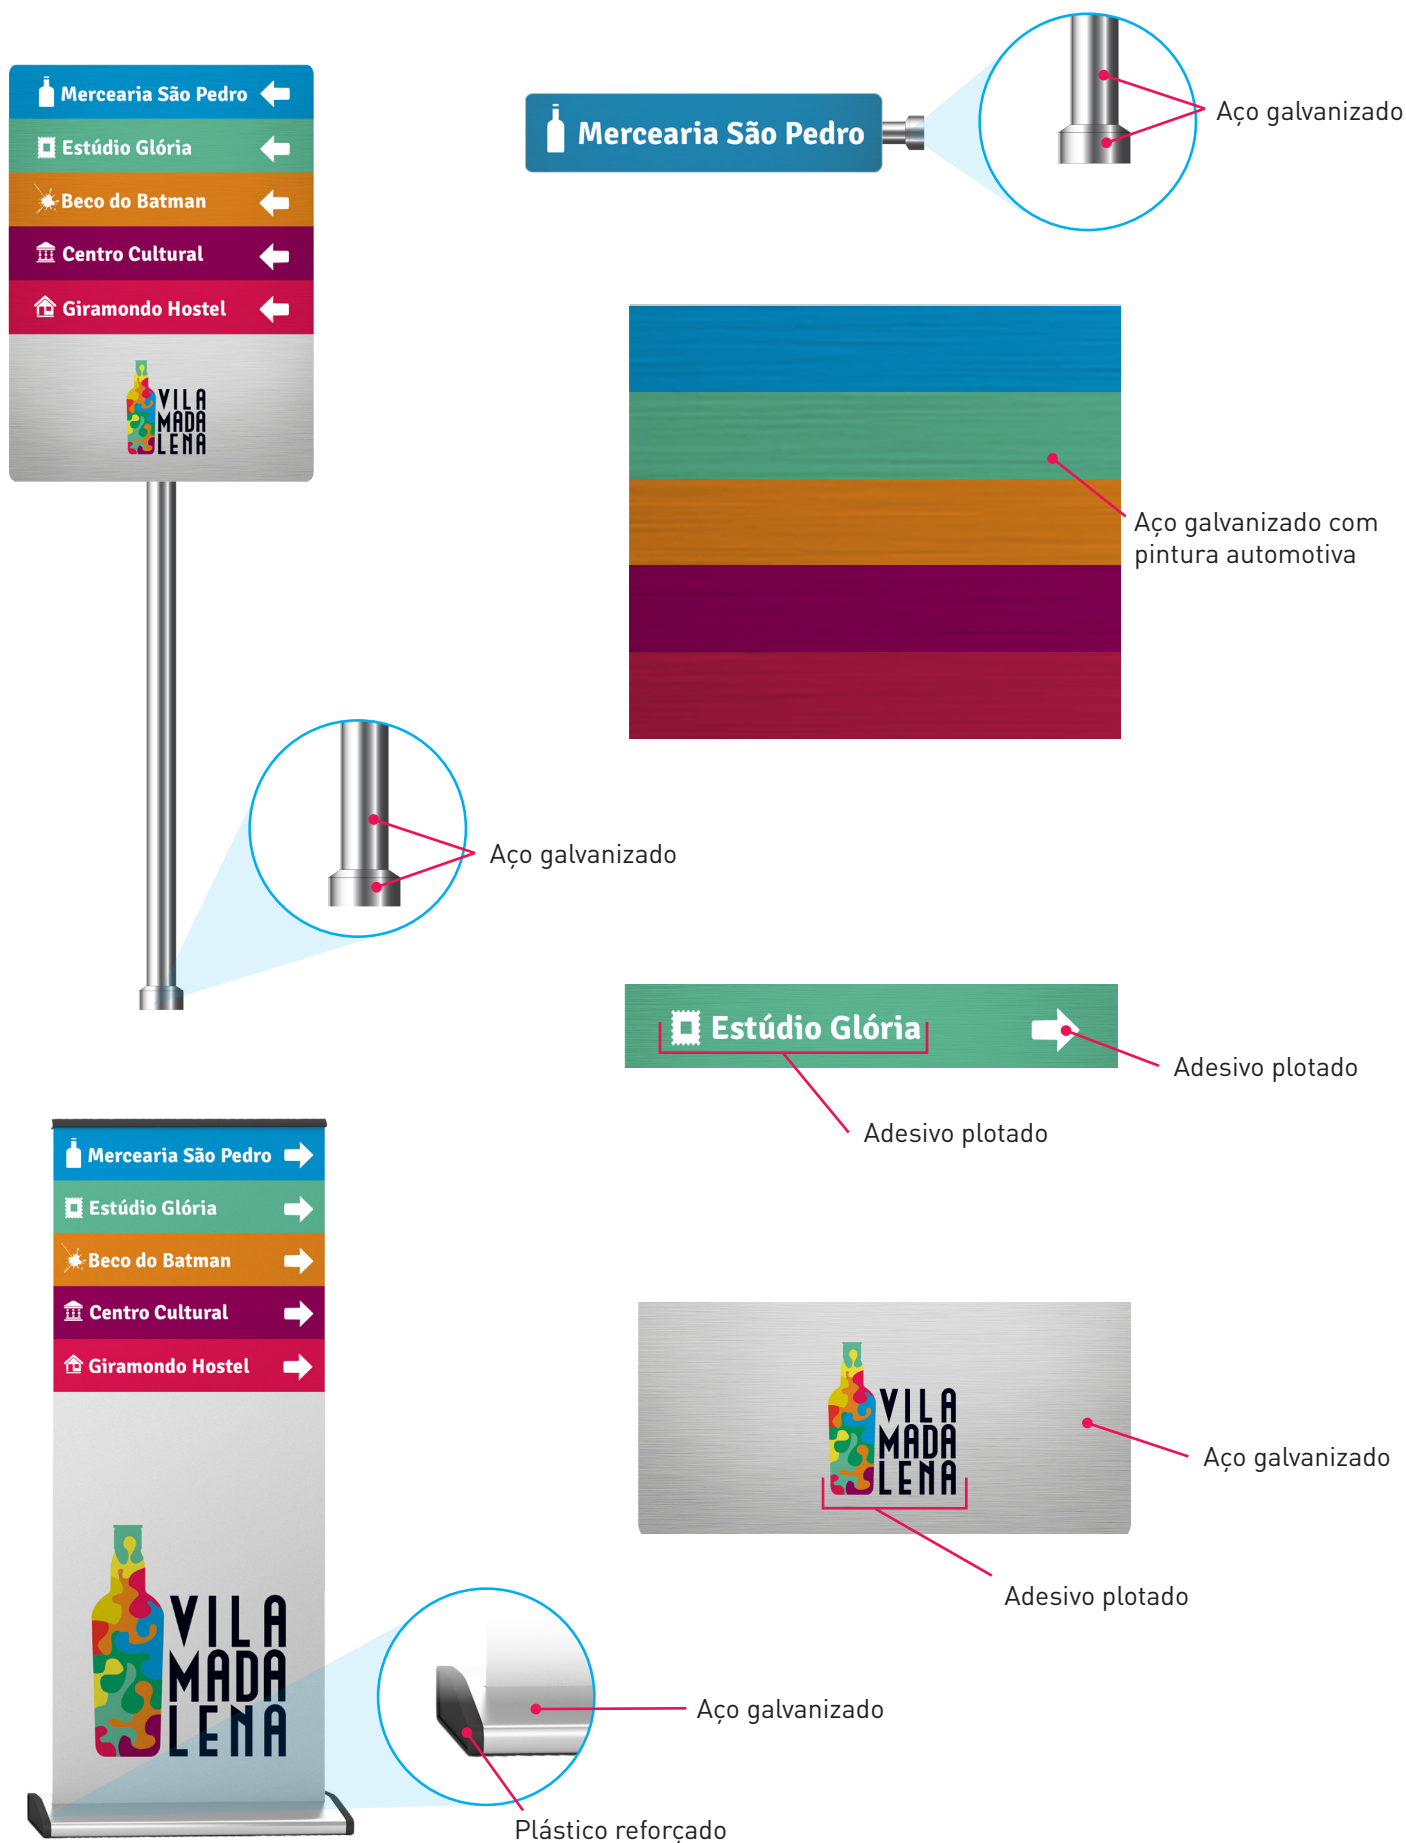 Mercearia São Pedro
Estúdio Glória
Beco do Batman
Centro Cultural
Giramondo Hostel
VILA
MADA
LENA
Mercearia São Pedro
Aço galvanizado
Aço galvanizado com
pintura automotiva
Aço galvanizado
Estúdio Glória
Adesivo plotado
Adesivo plotado
Mercearia São Pedro
Estúdio Glória
Beco do Batman
Centro Cultural
Giramondo Hostel
VILA
MADA
LENA
VILA
MADA
LENA
Aço galvanizado
Adesivo plotado
Aço galvanizado
Plástico reforçado